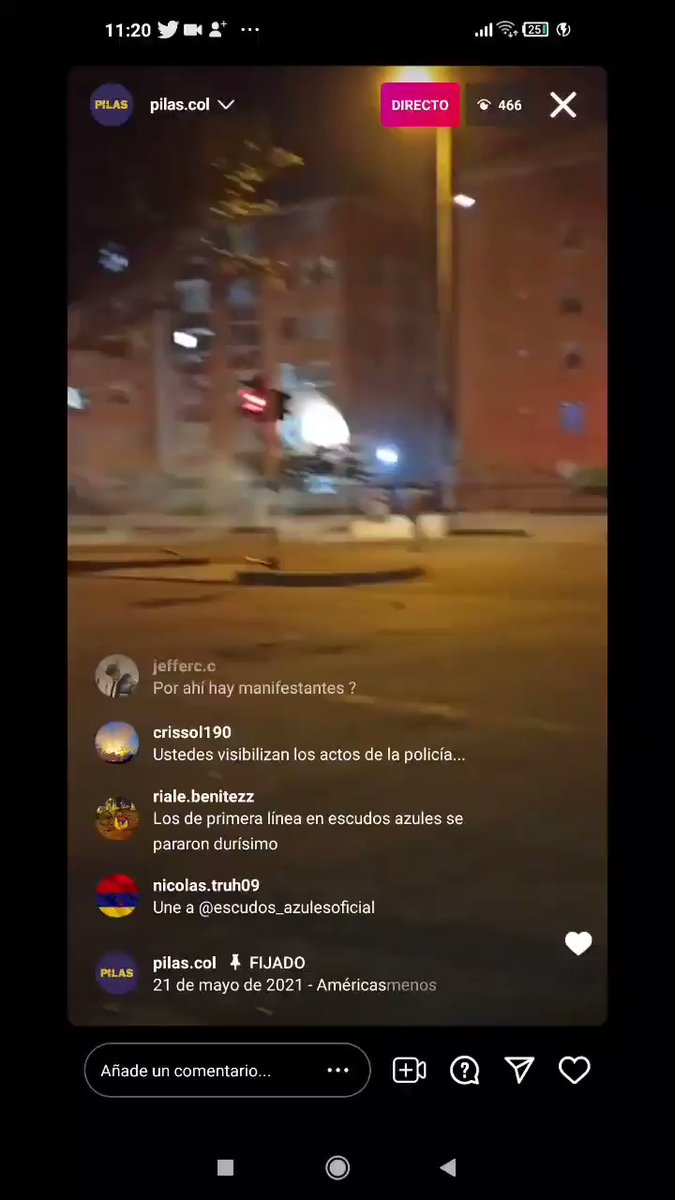 11:20
25
PILAS
pilas.col
DIRECTO
466
jefferc.c
Por ahí hay manifestantes ?
crissol190
Ustedes visibilizan los actos de la policía...
riale.benitezz
Los de primera línea en escudos azules se
pararon durísimo
nicolas.truh09
Une a @escudos_azulesoficial
PILAS
pilas.col FIJADO
21 de mayo de 2021 - Américasmenos
Añade un comentario...